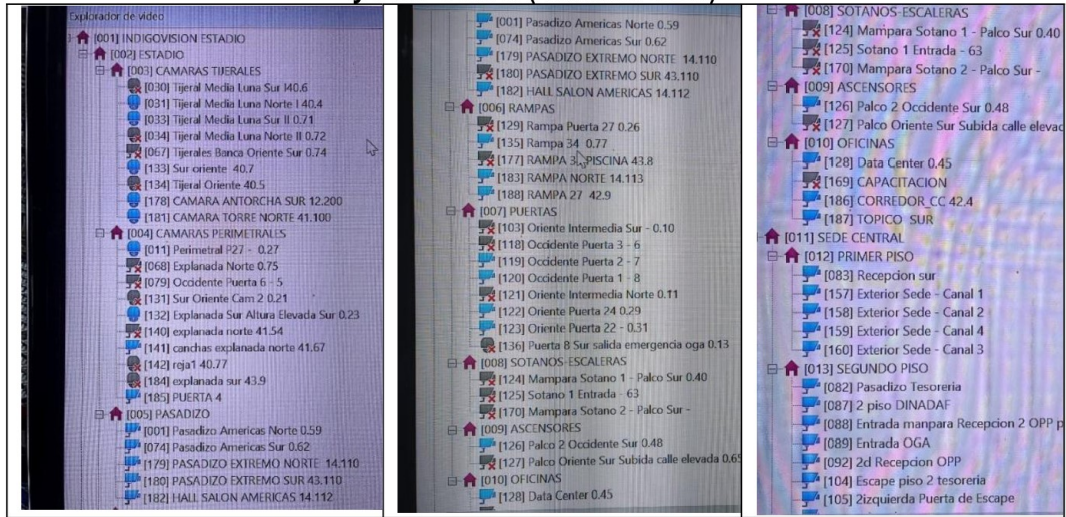 Explorador de video
[001] INDIGOVISION ESTADIO
[002] ESTADIO
[003] CAMARAS TIJERALES
[030] Tijeral Media Luna Sur I40.6
[031] Tijeral Media Luna Norte I 40.4
[033] Tijeral Media Luna Sur II 0.71
[034] Tijeral Media Luna Norte II 0.72
[067] Tijerales Banca Oriente Sur 0.74
[133] Sur oriente 40.7
[134] Tijeral Oriente 40.5
[178] CAMARA ANTORCHA SUR 12.200
[181] CAMARA TORRE NORTE 41.100
[004] CAMARAS PERIMETRALES
[011] Perimetral P27 - 0.27
[068] Explanada Norte 0.75
[079] Occidente Puerta 6 - 5
[131] Sur Oriente Cam 2 0.21
[132] Explanada Sur Altura Elevada Sur 0.23
[140] explanada norte 41.54
[141] canchas explanada norte 41.67
[142] reja1 40.77
[184] explanada sur 43.9
[185] PUERTA 4
[005] PASADIZO
[001] Pasadizo Americas Norte 0.59
[074] Pasadizo Americas Sur 0.62
[179] PASADIZO EXTREMO NORTE 14.110
[180] PASADIZO EXTREMO SUR 43.110
[182] HALL SALON AMERICAS 14.112
[001] Pasadizo Americas Norte 0.59
[074] Pasadizo Americas Sur 0.62
[179] PASADIZO EXTREMO NORTE 14.110
[180] PASADIZO EXTREMO SUR 43.110
[182] HALL SALON AMERICAS 14.112
[006] RAMPAS
[129] Rampa Puerta 27 0.26
[135] Rampa 34 0.77
[177] RAMPA PISCINA 43.8
[183] RAMPA NORTE 14.113
[188] RAMPA 27 42.9
[007] PUERTAS
[103] Oriente Intermedia Sur - 0.10
[118] Occidente Puerta 3 - 6
[119] Occidente Puerta 2 - 7
[120] Occidente Puerta 1 - 8
[121] Oriente Intermedia Norte 0.11
[122] Oriente Puerta 24 0.29
[123] Oriente Puerta 22 - 0.31
[136] Puerta 8 Sur salida emergencia oga 0.13
[008] SOTANOS-ESCALERAS
[124] Mampara Sotano 1 - Palco Sur 0.40
[125] Sotano 1 Entrada - 63
[170] Mampara Sotano 2 - Palco Sur -
[009] ASCENSORES
[126] Palco 2 Occidente Sur 0.48
[127] Palco Oriente Sur Subida calle elevada 0.65
[010] OFICINAS
[128] Data Center 0.45
[008] SOTANOS-ESCALERAS
[124] Mampara Sotano 1 - Palco Sur 0.40
[125] Sotano 1 Entrada - 63
[170] Mampara Sotano 2 - Palco Sur -
[009] ASCENSORES
[126] Palco 2 Occidente Sur 0.48
[127] Palco Oriente Sur Subida calle elevac
[010] OFICINAS
[128] Data Center 0.45
[169] CAPACITACION
[186] CORREDOR_CC 42.4
[187] TOPICO SUR
[011] SEDE CENTRAL
[012] PRIMER PISO
[083] Recepcion sur
[157] Exterior Sede - Canal 1
[158] Exterior Sede - Canal 2
[159] Exterior Sede - Canal 4
[160] Exterior Sede - Canal 3
[013] SEGUNDO PISO
[082] Pasadizo Tesoreria
[087] 2 piso DINADAF
[088] Entrada manpara Recepcion 2 OPP p
[089] Entrada OGA
[092] 2d Recepcion OPP
[104] Escape piso 2 tesoreria
[105] 2izquierda Puerta de Escape